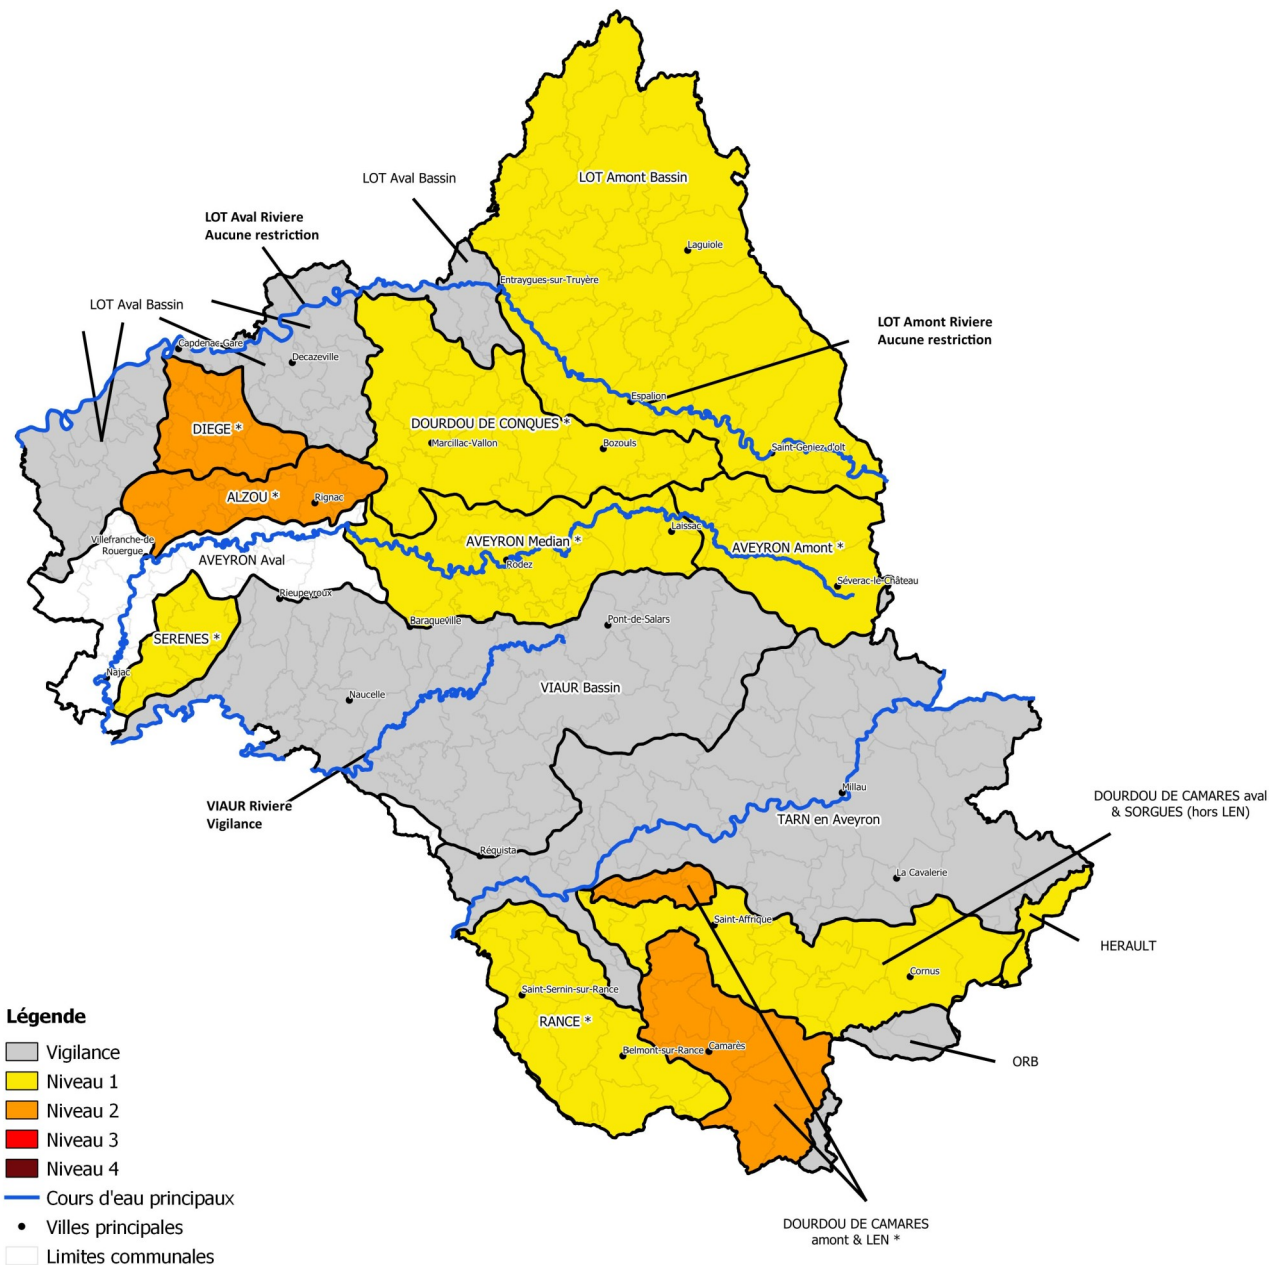 LOT Aval Bassin
LOT Amont Bassin
LOT Aval Riviere
Aucune restriction
Laguiole
Entraygues-sur-Truyère
LOT Aval Bassin
LOT Amont Riviere
Aucune restriction
Capdenac-Gare
Decazeville
Espalion
DIEGE *
DOURDOU DE CONQUES *
Marcillac-Vallon
Bozouls
Saint-Geniez-d'olt
ALZOU *
Rignac
Villefranche-de
Rouergue
AVEYRON Aval
AVEYRON Median *
Laissac
AVEYRON Amont *
Rodez
Séverac-le-Château
Rieupeyroux
Baraqueville
Pont-de-Salars
SERENES *
Najac
Naucelle
VIAUR Bassin
VIAUR Riviere
Vigilance
Millau
TARN en Aveyron
DOURDOU DE CAMARES aval
& SORGUES (hors LEN)
Réquista
La Cavalerie
Saint-Affrique
HERAULT
Cornus
Saint-Sernin-sur-Rance
RANCE *
Belmont-sur-Rance
Camarès
ORB
DOURDOU DE CAMARES
amont & LEN *
Légende
Vigilance
Niveau 1
Niveau 2
Niveau 3
Niveau 4
Cours d'eau principaux
Villes principales
Limites communales